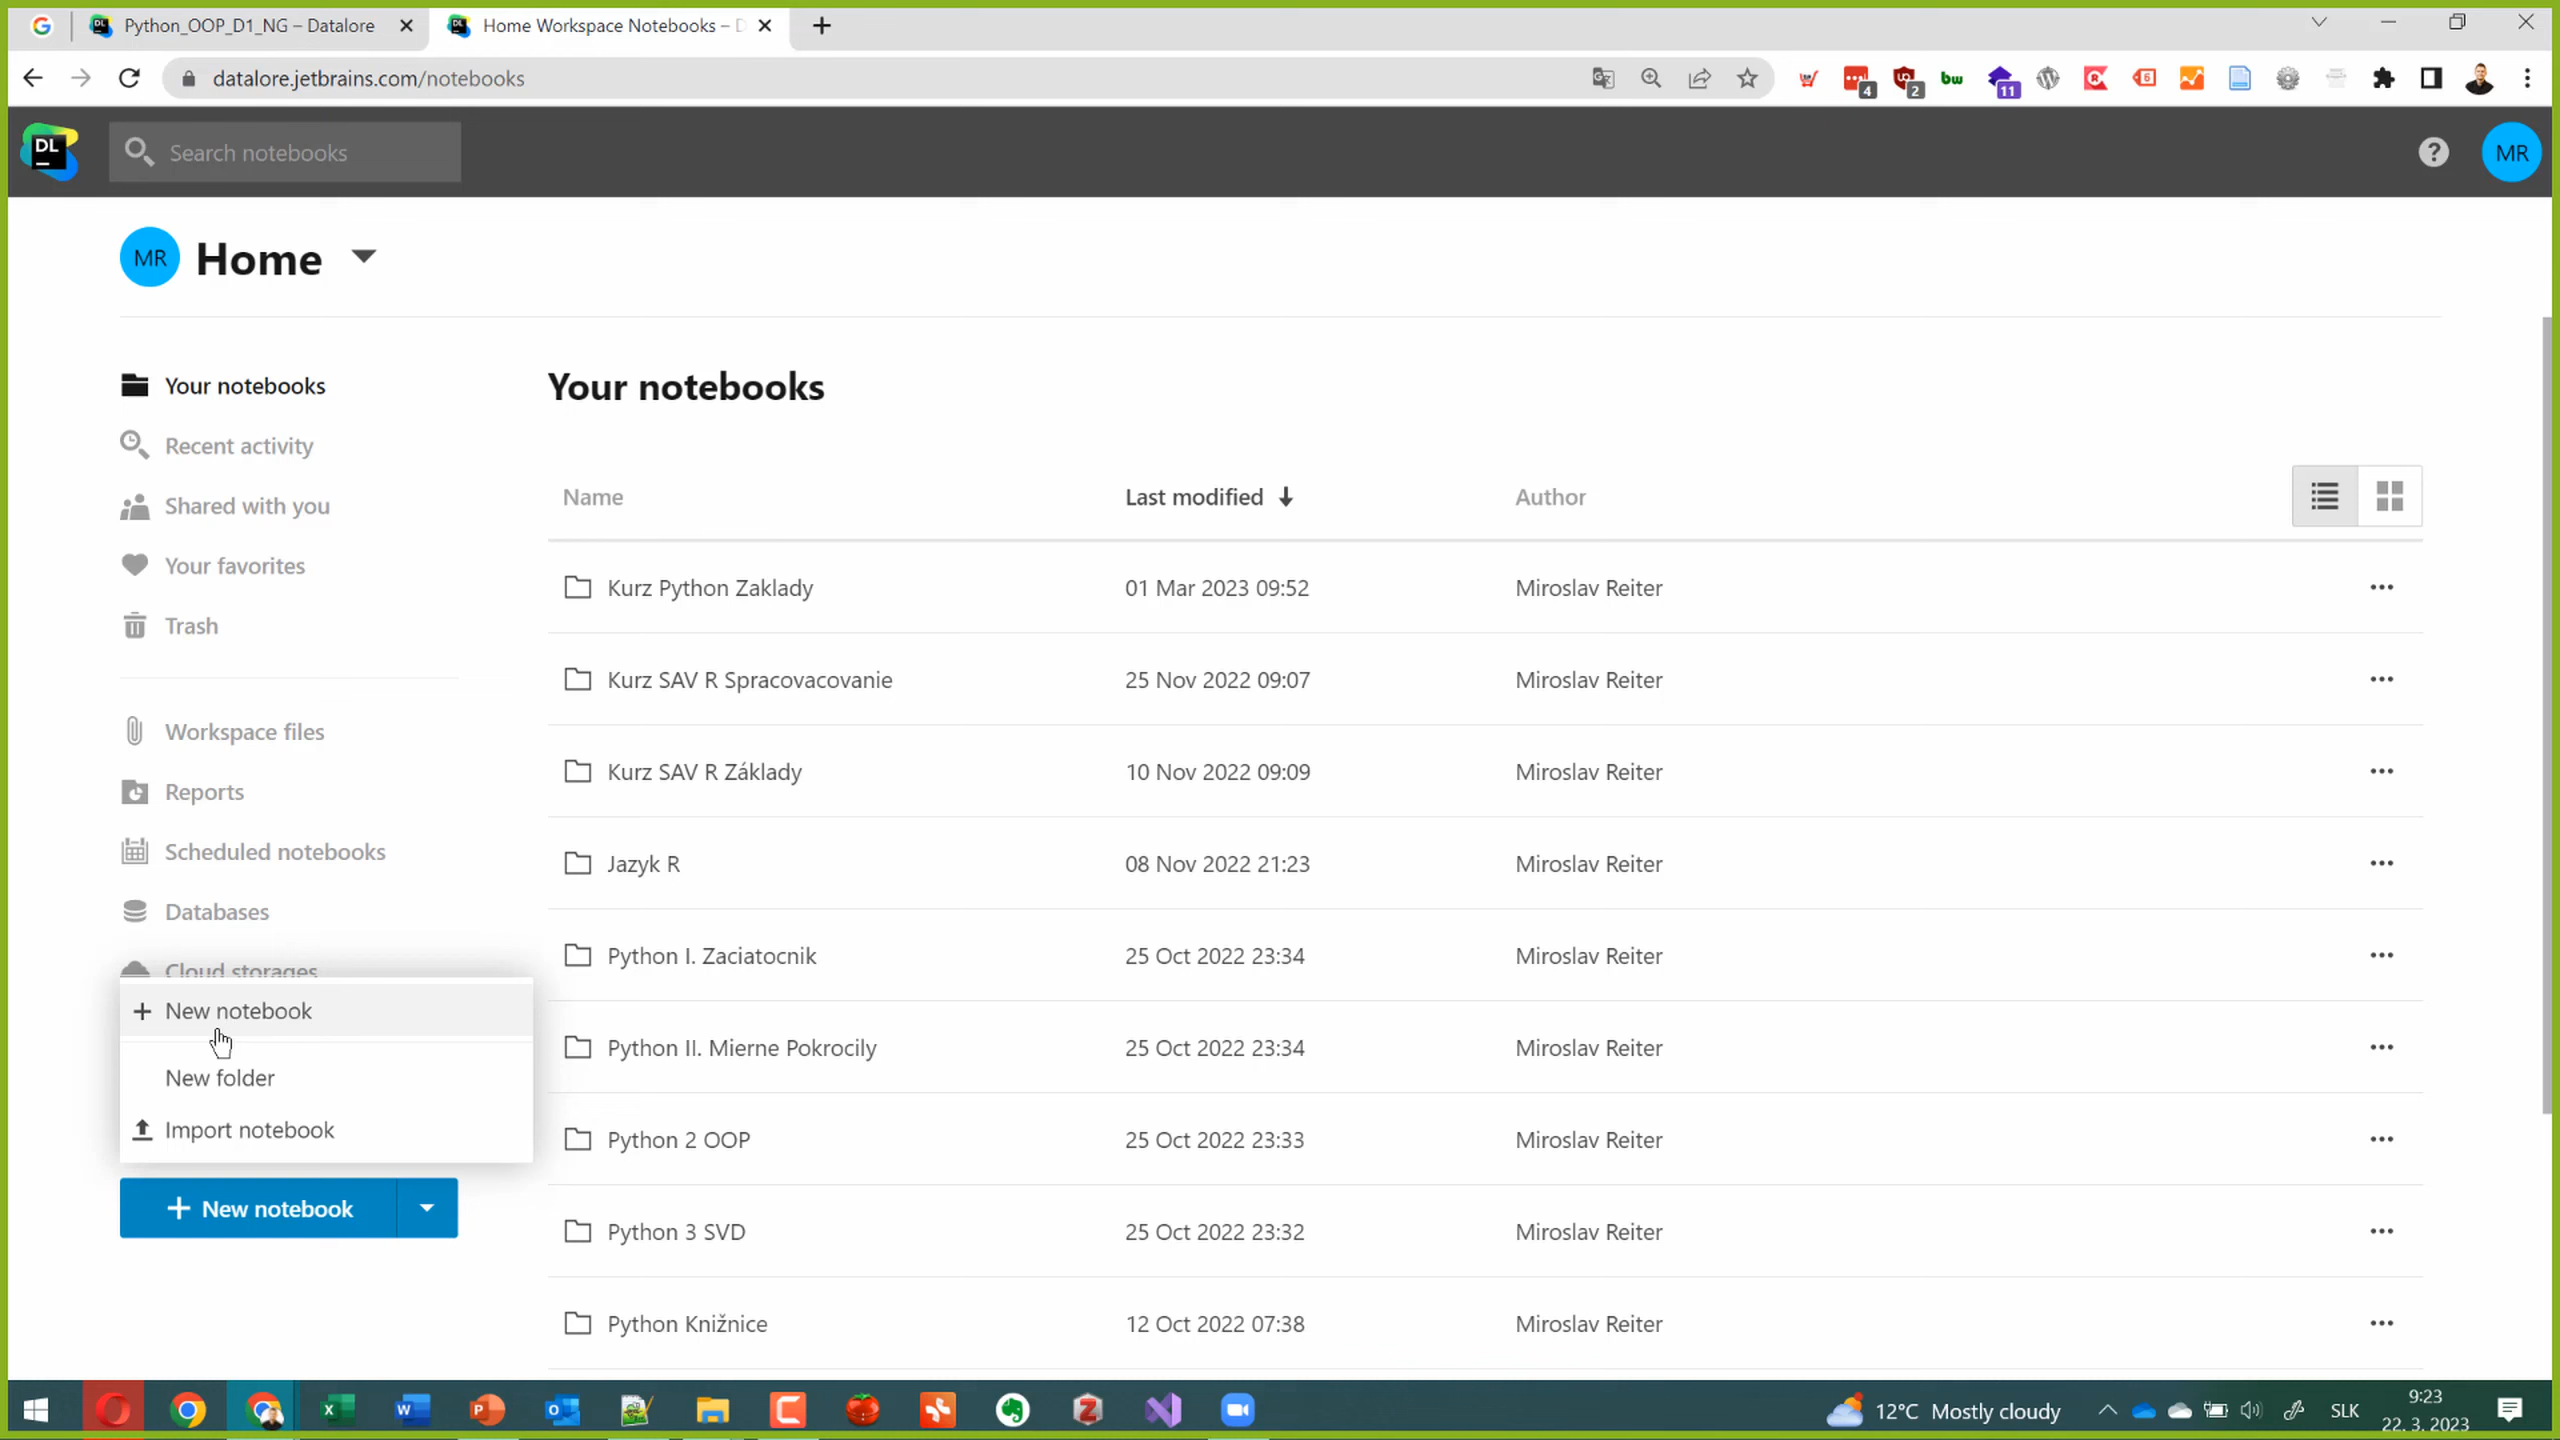 Python_OOP_D1_NG – Datalore
Home Workspace Notebooks – D
datalore.jetbrains.com/notebooks
4
2
bw
11
R
6
DL
Search notebooks
?
MR
MR
Home
Your notebooks
Recent activity
Shared with you
Your favorites
Trash
Workspace files
Reports
Scheduled notebooks
Databases
Cloud storages
New notebook
New folder
Import notebook
New notebook
Your notebooks
Name Last modified Author
Kurz Python Zaklady 01 Mar 2023 09:52 Miroslav Reiter
Kurz SAV R Spracovacovanie 25 Nov 2022 09:07 Miroslav Reiter
Kurz SAV R Základy 10 Nov 2022 09:09 Miroslav Reiter
Jazyk R 08 Nov 2022 21:23 Miroslav Reiter
Python I. Zaciatocnik 25 Oct 2022 23:34 Miroslav Reiter
Python II. Mierne Pokrocily 25 Oct 2022 23:34 Miroslav Reiter
Python 2 OOP 25 Oct 2022 23:33 Miroslav Reiter
Python 3 SVD 25 Oct 2022 23:32 Miroslav Reiter
Python Knižnice 12 Oct 2022 07:38 Miroslav Reiter
12°C Mostly cloudy
SLK
9:23
22. 3. 2023